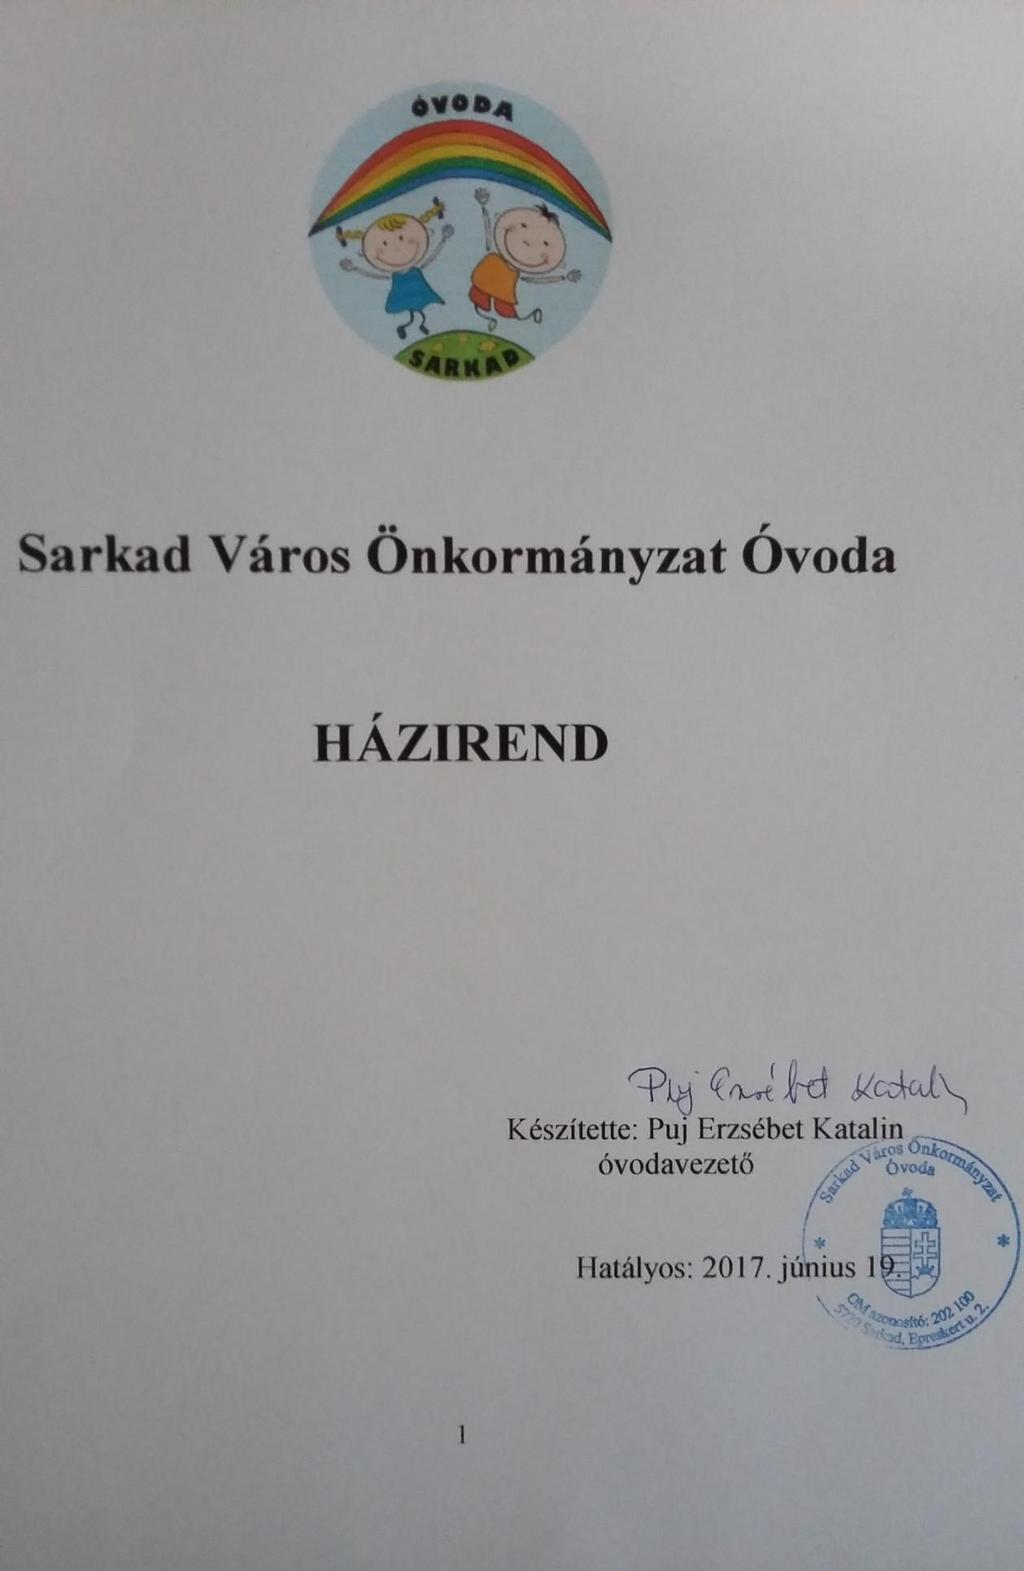 ÓVODA
SARKAD
Sarkad Város Önkormányzat Óvoda
HÁZIREND
Puj Erzsébet Katalin
Készítette: Puj Erzsébet Katalin
óvodavezető
Sarkad Város Önkormányzat
Óvoda
* *
Hatályos: 2017. június 19.
OM azonosító: 202 100
5720 Sarkad, Epreskert u. 2.
1